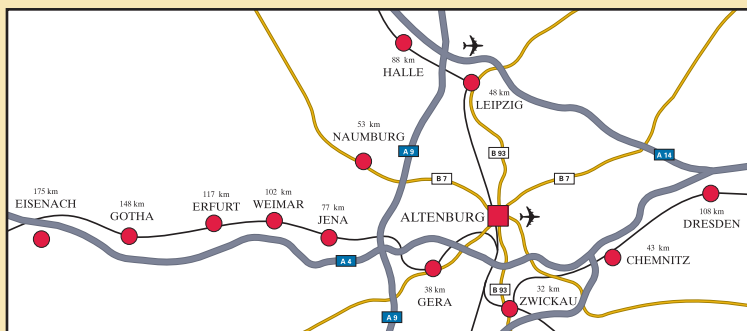 88 km
HALLE
48 km
LEIPZIG
53 km
NAUMBURG
A 9
B 93
A 14
B 7
B 7
175 km
EISENACH
148 km
GOTHA
117 km
ERFURT
102 km
WEIMAR
77 km
JENA
ALTENBURG
108 km
DRESDEN
43 km
CHEMNITZ
A 4
38 km
GERA
B 93
32 km
ZWICKAU
A 9